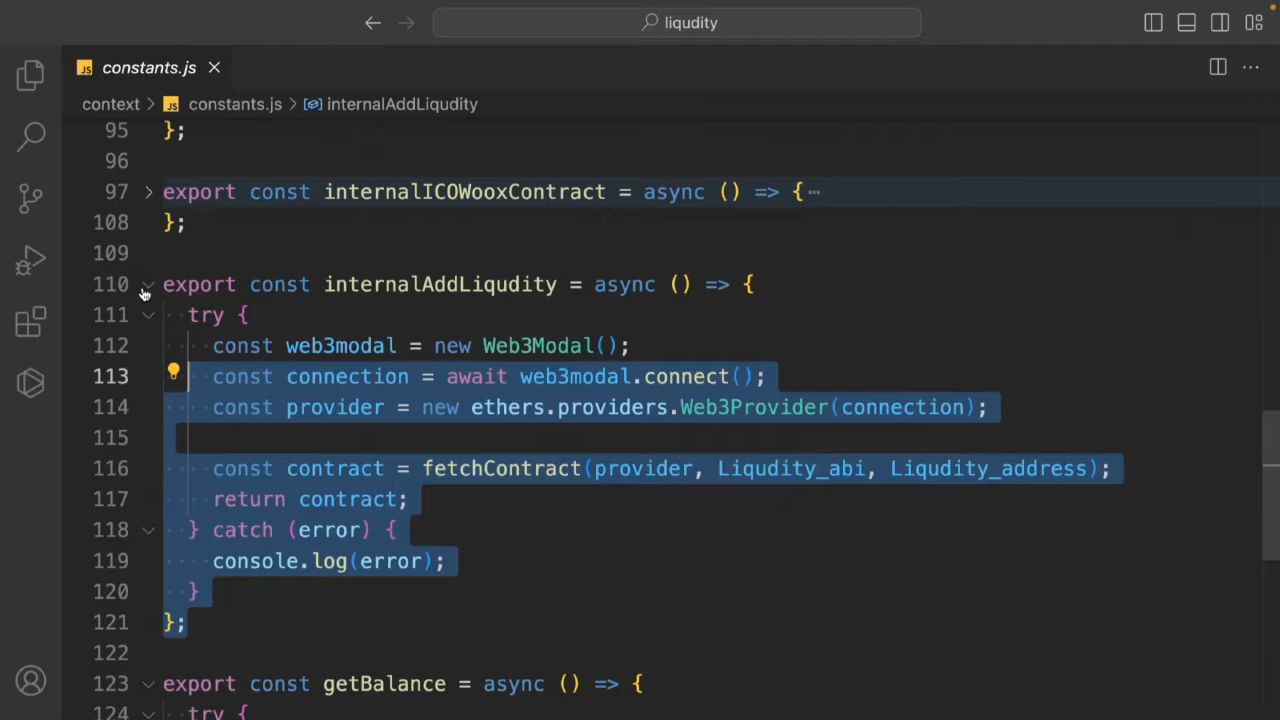 liqudity
JS constants.js
context > JS constants.js > internalAddLiqudity
95 };
96
97 export const internalICOWooxContract = async () => { ⋯
108 };
109
110 export const internalAddLiqudity = async () => {
111 try {
112 const web3modal = new Web3Modal();
113 const connection = await web3modal.connect();
114 const provider = new ethers.providers.Web3Provider(connection);
115
116 const contract = fetchContract(provider, Liqudity_abi, Liqudity_address);
117 return contract;
118 } catch (error) {
119 console.log(error);
120 }
121 };
122
123 export const getBalance = async () => {
124 try {